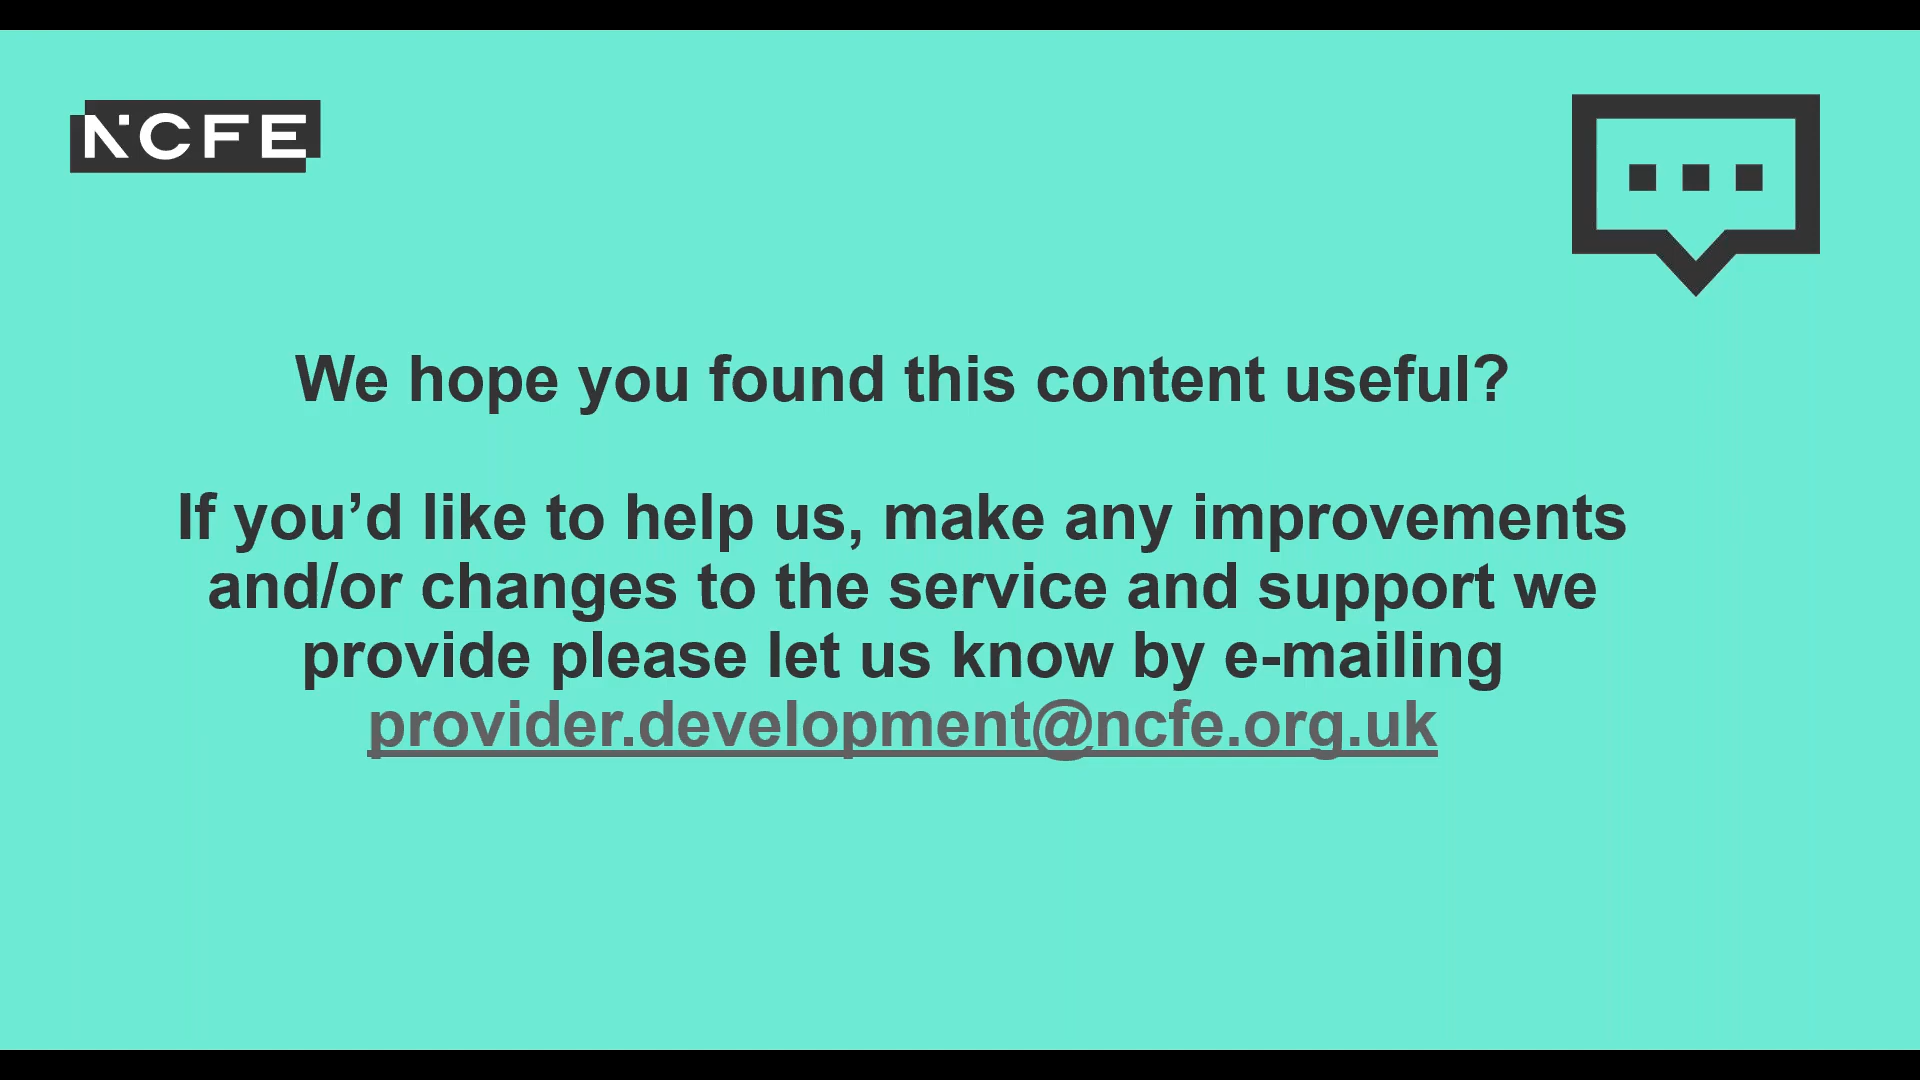 NCFE
We hope you found this content useful?
If you’d like to help us, make any improvements
and/or changes to the service and support we
provide please let us know by e-mailing
provider.development@ncfe.org.uk